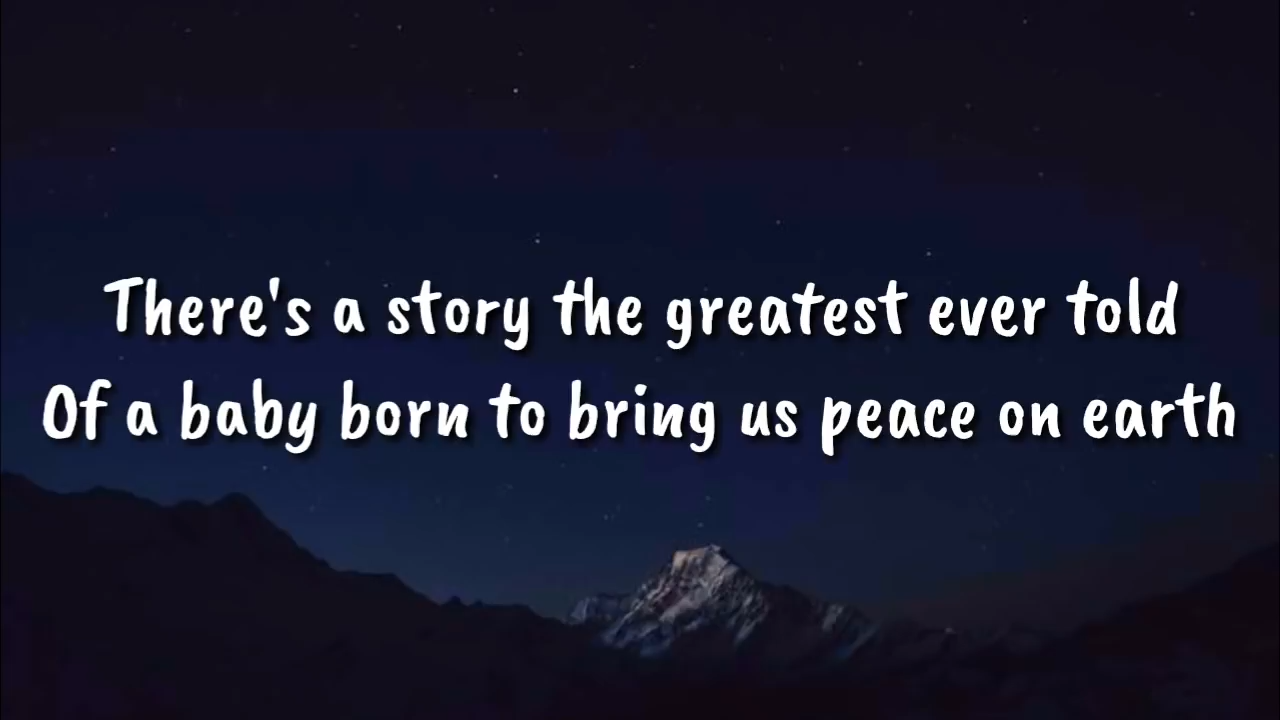 There's a story the greatest ever told
Of a baby born to bring us peace on earth